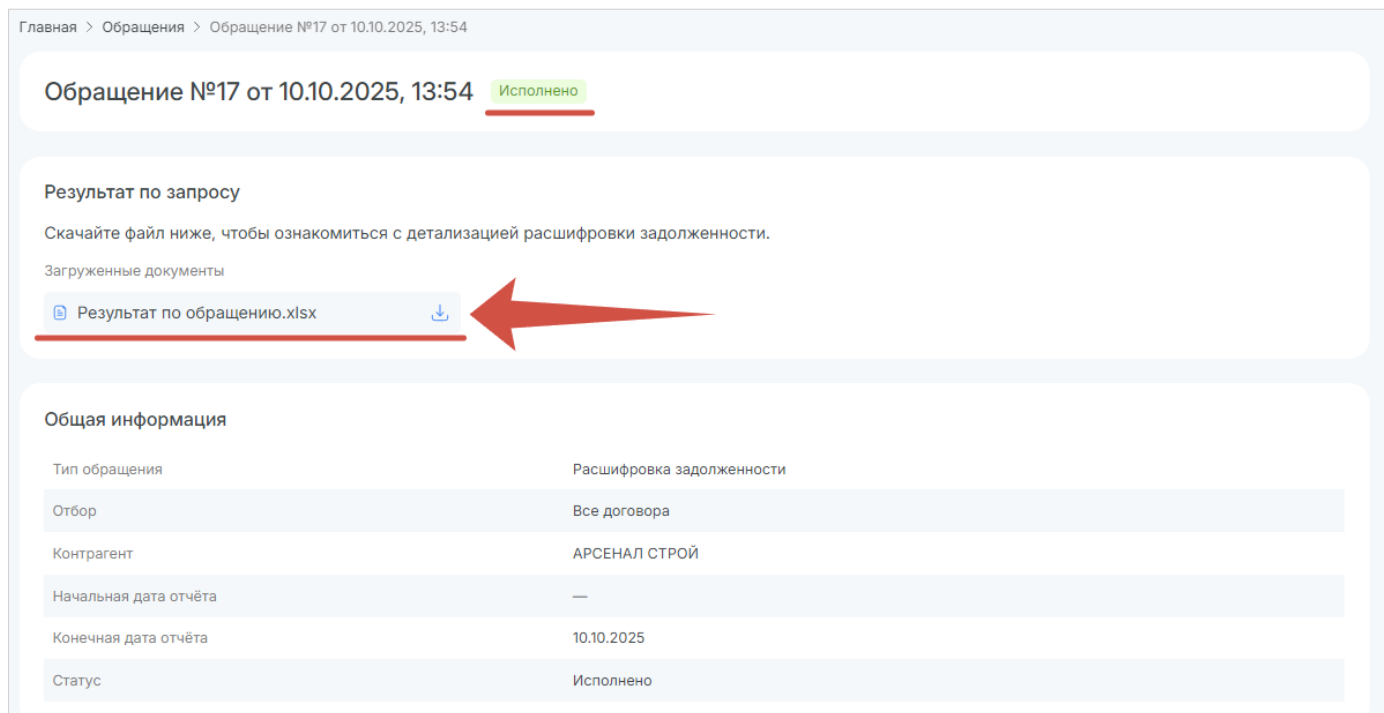 Главная > Обращения > Обращение №17 от 10.10.2025, 13:54
Обращение №17 от 10.10.2025, 13:54 Исполнено
Результат по запросу
Скачайте файл ниже, чтобы ознакомиться с детализацией расшифровки задолженности.
Загруженные документы
Результат по обращению.xlsx
Общая информация
Тип обращения Расшифровка задолженности
Отбор Все договора
Контрагент АРСЕНАЛ СТРОЙ
Начальная дата отчёта —
Конечная дата отчёта 10.10.2025
Статус Исполнено